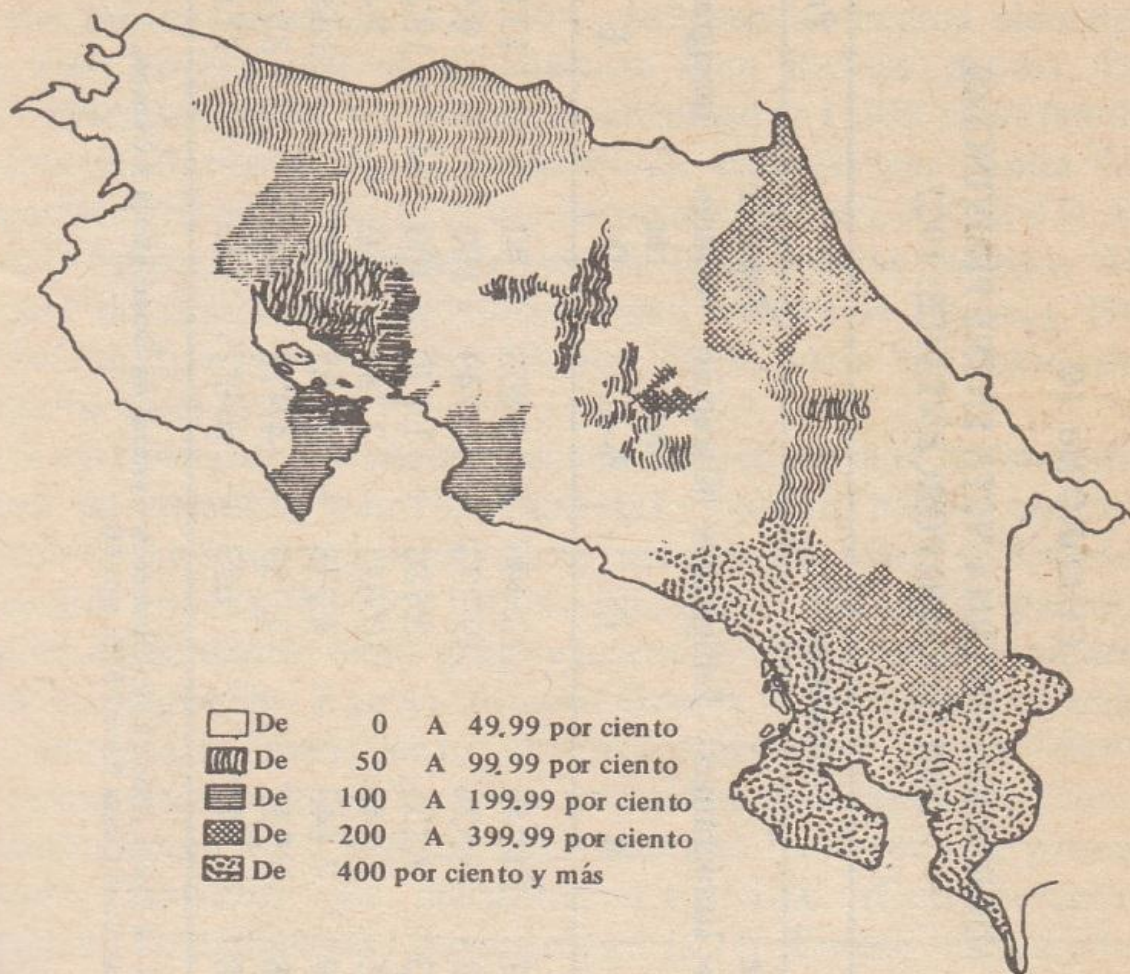 De 0 A 49.99 por ciento
De 50 A 99.99 por ciento
De 100 A 199.99 por ciento
De 200 A 399.99 por ciento
De 400 por ciento y más